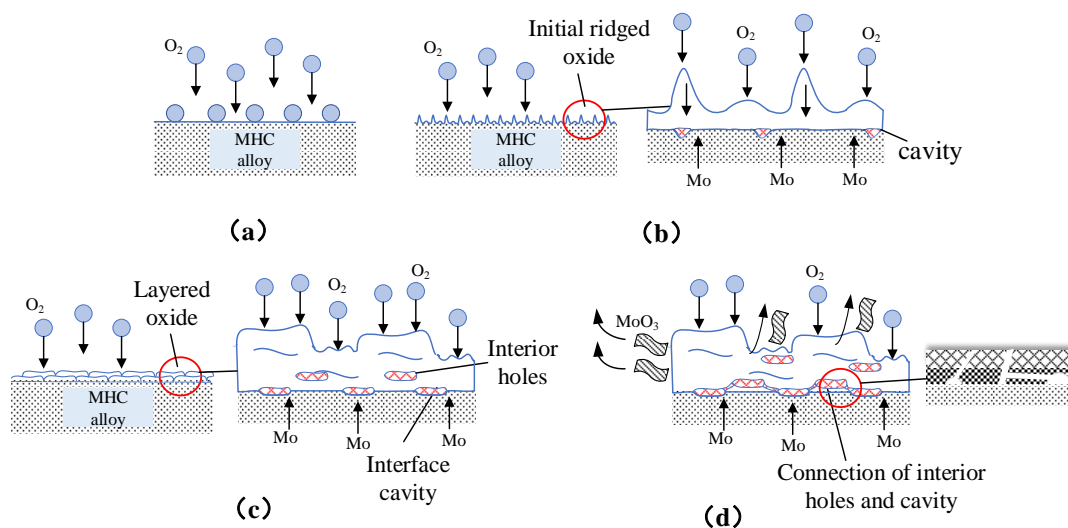 O2
MHC
alloy
(a)
Initial ridged
oxide
O2
O2
O2
MHC
alloy
cavity
Mo
Mo
Mo
(b)
O2
Layered
oxide
O2
O2
MHC
alloy
Interior
holes
Mo
Mo
Mo
Interface
cavity
(c)
MoO3
O2
Mo
Mo
Mo
Connection of interior
holes and cavity
(d)